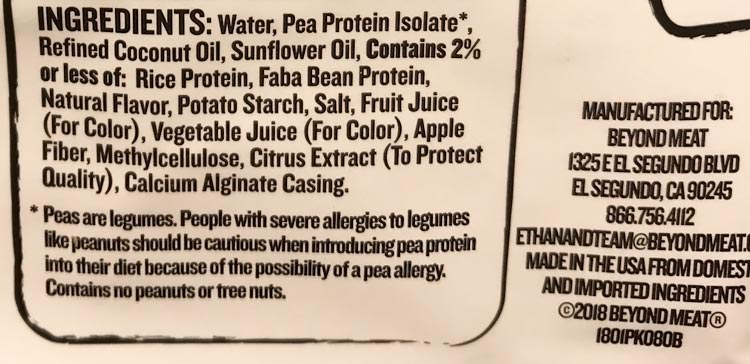 INGREDIENTS: Water, Pea Protein Isolate*,
Refined Coconut Oil, Sunflower Oil, Contains 2%
or less of: Rice Protein, Faba Bean Protein,
Natural Flavor, Potato Starch, Salt, Fruit Juice
(For Color), Vegetable Juice (For Color), Apple
Fiber, Methylcellulose, Citrus Extract (To Protect
Quality), Calcium Alginate Casing.
* Peas are legumes. People with severe allergies to legumes
like peanuts should be cautious when introducing pea protein
into their diet because of the possibility of a pea allergy.
Contains no peanuts or tree nuts.
MANUFACTURED FOR:
BEYOND MEAT
1325 E EL SEGUNDO BLVD
EL SEGUNDO, CA 90245
866.756.4112
ETHANANDTEAM@BEYONDMEAT.
MADE IN THE USA FROM DOMEST
AND IMPORTED INGREDIENTS
©2018 BEYOND MEAT®
1801PK080B